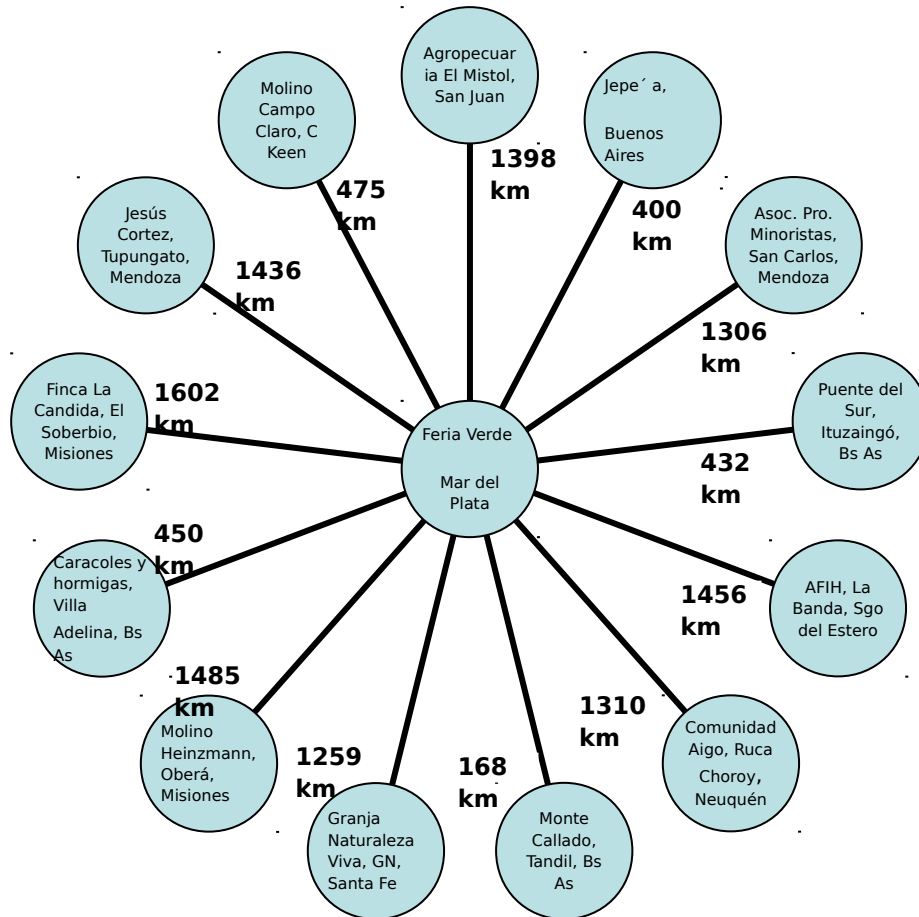 Agropecuar
ia El Mistol,
San Juan
1398
km
Jepe´ a,
Buenos
Aires
400
km
Asoc. Pro.
Minoristas,
San Carlos,
Mendoza
1306
km
Puente del
Sur,
Ituzaingó,
Bs As
432
km
AFIH, La
Banda, Sgo
del Estero
1456
km
Comunidad
Aigo, Ruca
Choroy,
Neuquén
1310
km
Monte
Callado,
Tandil, Bs
As
168
km
Granja
Naturaleza
Viva, GN,
Santa Fe
1259
km
Molino
Heinzmann,
Oberá,
Misiones
1485
km
Caracoles y
hormigas,
Villa
Adelina, Bs
As
450
km
Finca La
Candida, El
Soberbio,
Misiones
1602
km
Jesús
Cortez,
Tupungato,
Mendoza
1436
km
Molino
Campo
Claro, C
Keen
475
km
Feria Verde
Mar del
Plata